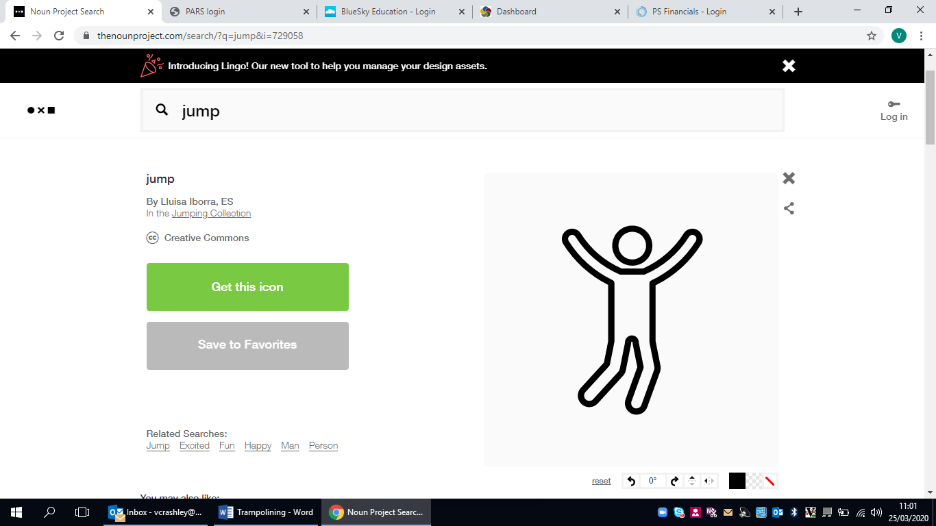 Noun Project Search
PARS login
BlueSky Education - Login
Dashboard
PS Financials - Login
thenounproject.com/search/?q=jump&i=729058
V
Introducing Lingo! Our new tool to help you manage your design assets.
jump
Log in
jump
By Lluisa Iborra, ES
In the Jumping Collection
cc Creative Commons
Get this icon
Save to Favorites
Related Searches:
Jump Excited Fun Happy Man Person
reset 0°
You may also like:
Inbox - vcrashley@...
Trampolining - Word
Noun Project Searc...
11:01
25/03/2020